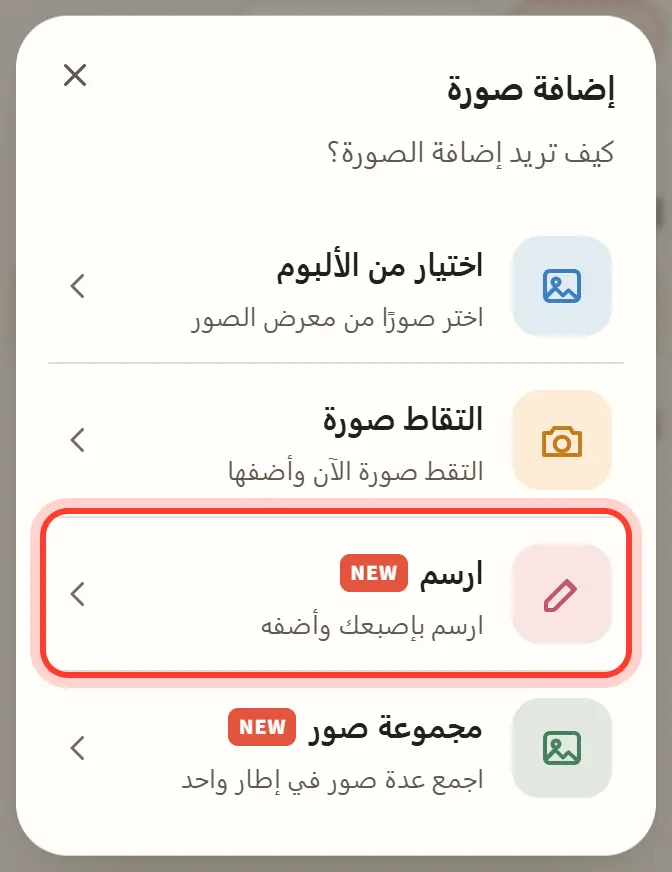 إضافة صورة
كيف تريد إضافة الصورة؟
اختيار من الألبوم
اختر صورًا من معرض الصور
التقاط صورة
التقط صورة الآن وأضفها
ارسم NEW
ارسم بإصبعك وأضفه
مجموعة صور NEW
اجمع عدة صور في إطار واحد